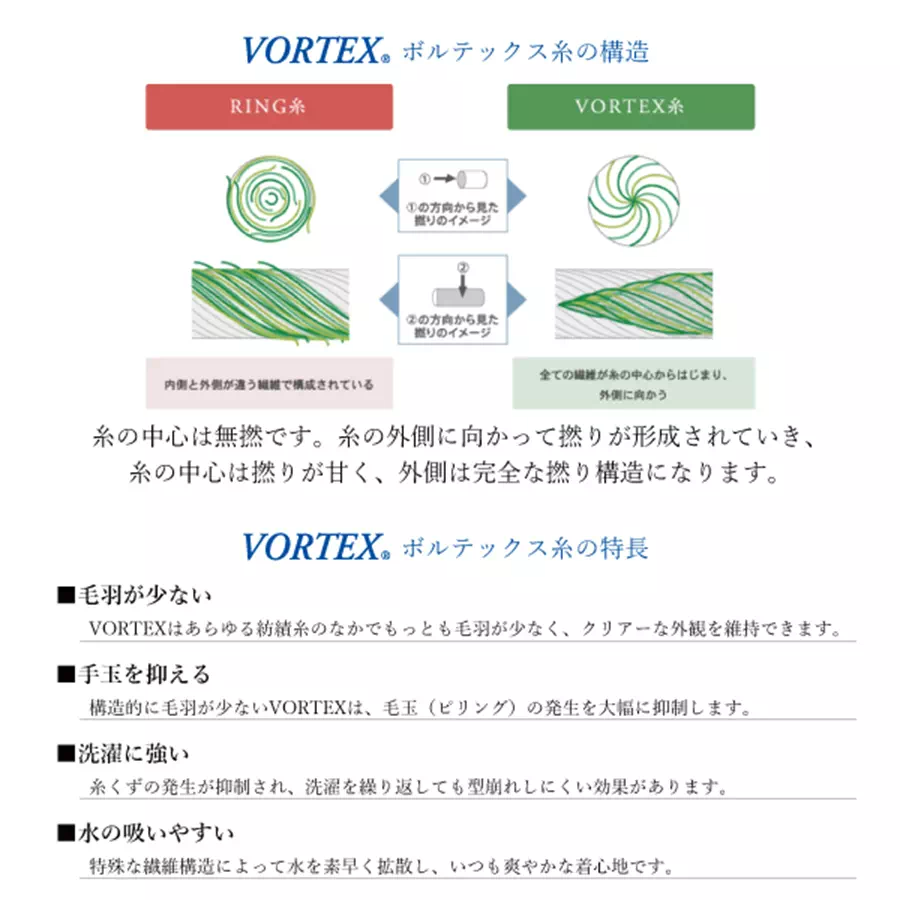 VORTEX® ボルテックス糸の構造
RING糸
VORTEX糸
①
①の方向から見た
撚りのイメージ
②
②の方向から見た
撚りのイメージ
内側と外側が違う繊維で構成されている
全ての繊維が糸の中心からはじまり、
外側に向かう
糸の中心は無撚です。糸の外側に向かって撚りが形成されていき、
糸の中心は撚りが甘く、外側は完全な撚り構造になります。
VORTEX® ボルテックス糸の特長
■毛羽が少ない
VORTEXはあらゆる紡績糸のなかでもっとも毛羽が少なく、クリアーな外観を維持できます。
■手玉を抑える
構造的に毛羽が少ないVORTEXは、毛玉（ピリング）の発生を大幅に抑制します。
■洗濯に強い
糸くずの発生が抑制され、洗濯を繰り返しても型崩れしにくい効果があります。
■水の吸いやすい
特殊な繊維構造によって水を素早く拡散し、いつも爽やかな着心地です。